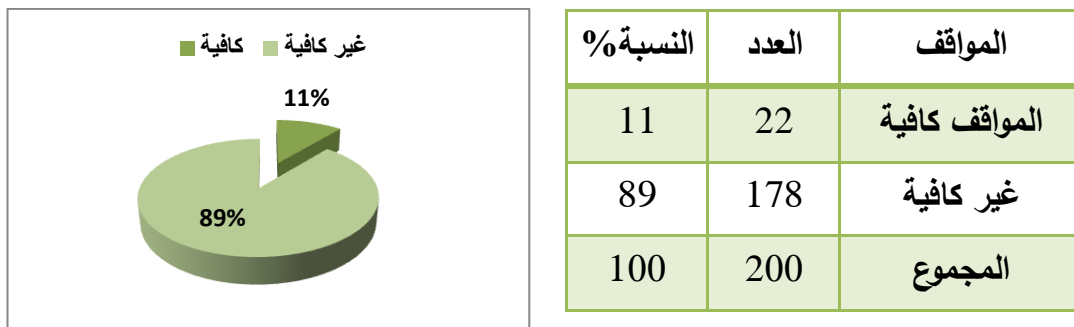 المواقف العدد النسبة%
المواقف كافية 22 11
غير كافية 178 89
المجموع 200 100
كافية غير كافية
11%
89%